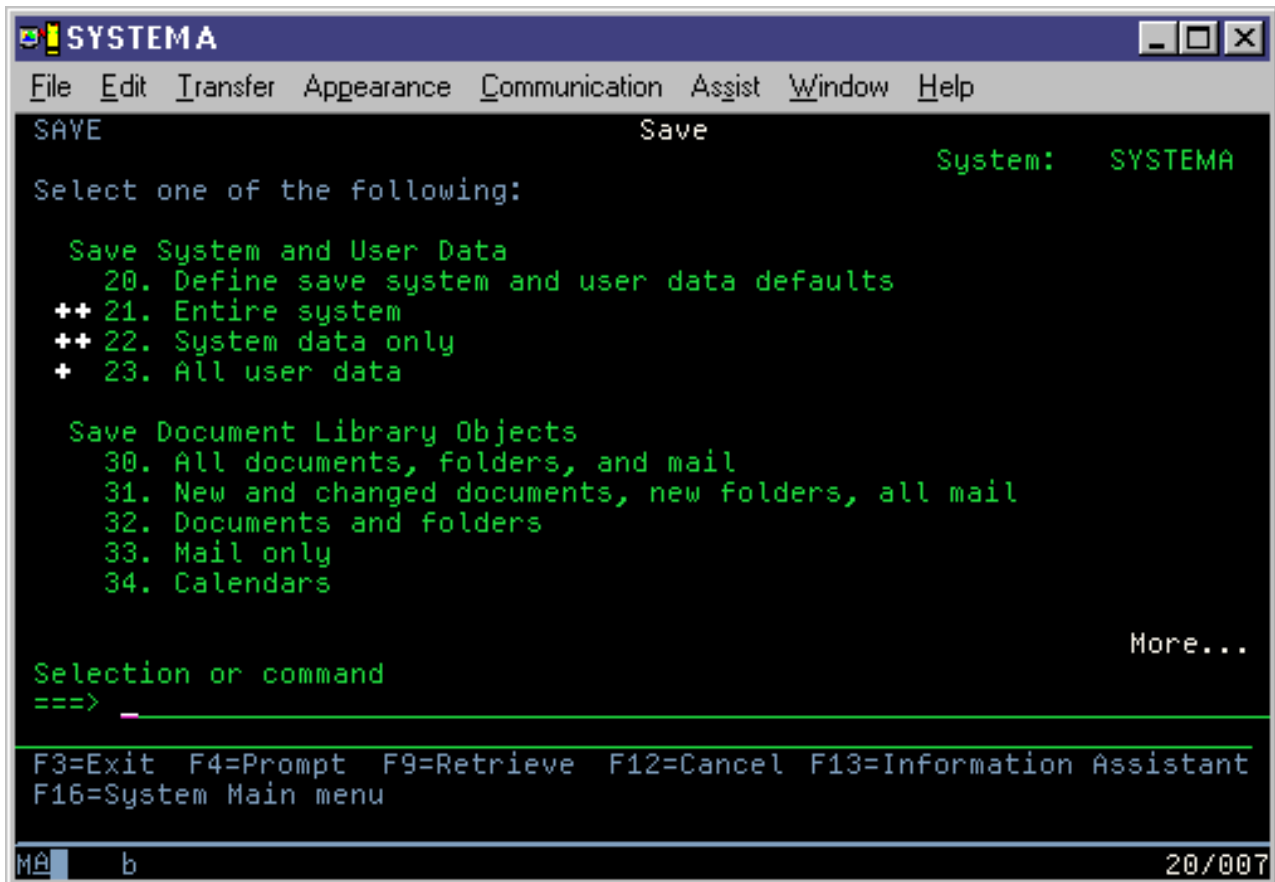 SYSTEMA
File Edit Transfer Appearance Communication Assist Window Help
SAVE Save
System: SYSTEMA
Select one of the following:
Save System and User Data
20. Define save system and user data defaults
++ 21. Entire system
++ 22. System data only
+ 23. All user data
Save Document Library Objects
30. All documents, folders, and mail
31. New and changed documents, new folders, all mail
32. Documents and folders
33. Mail only
34. Calendars
More...
Selection or command
===> _
F3=Exit F4=Prompt F9=Retrieve F12=Cancel F13=Information Assistant
F16=System Main menu
MA b 20/007